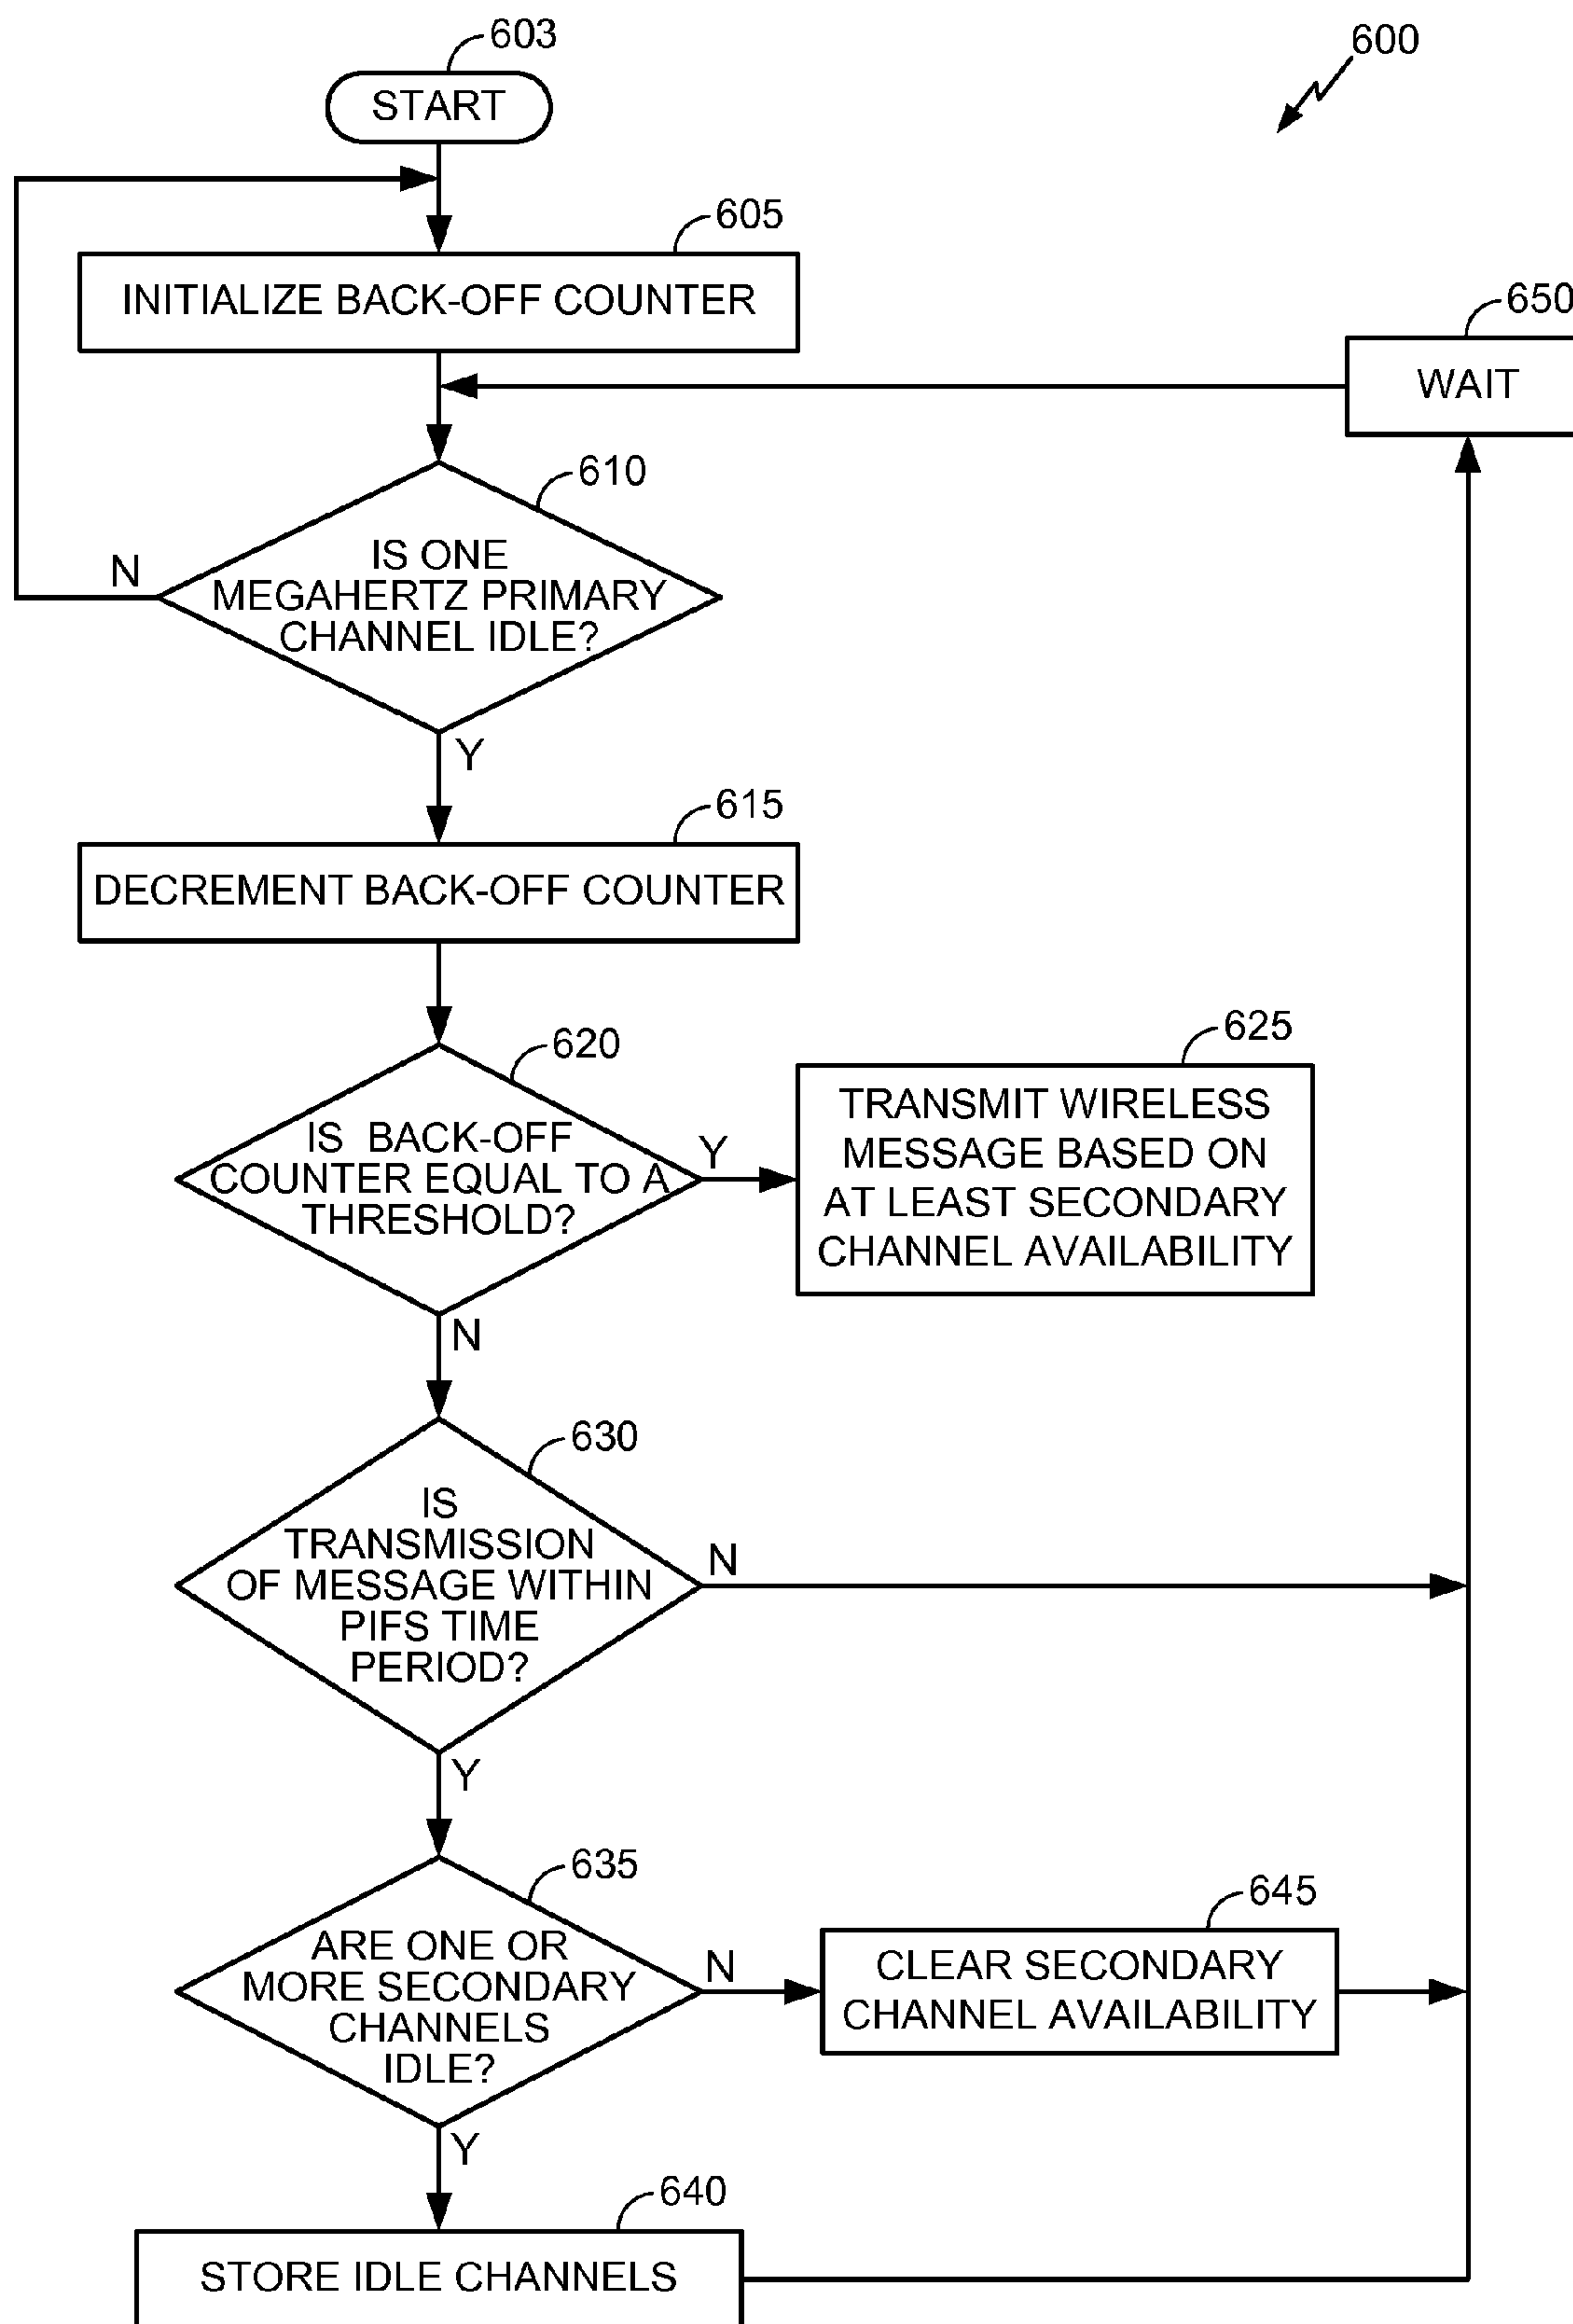 603
600
START
605
INITIALIZE BACK-OFF COUNTER
650
WAIT
610
IS ONE
MEGAHERTZ PRIMARY
CHANNEL IDLE?
N
Y
615
DECREMENT BACK-OFF COUNTER
620
IS BACK-OFF
COUNTER EQUAL TO A
THRESHOLD?
Y
N
625
TRANSMIT WIRELESS
MESSAGE BASED ON
AT LEAST SECONDARY
CHANNEL AVAILABILITY
630
IS
TRANSMISSION
OF MESSAGE WITHIN
PIFS TIME
PERIOD?
N
Y
635
ARE ONE OR
MORE SECONDARY
CHANNELS
IDLE?
N
Y
645
CLEAR SECONDARY
CHANNEL AVAILABILITY
640
STORE IDLE CHANNELS